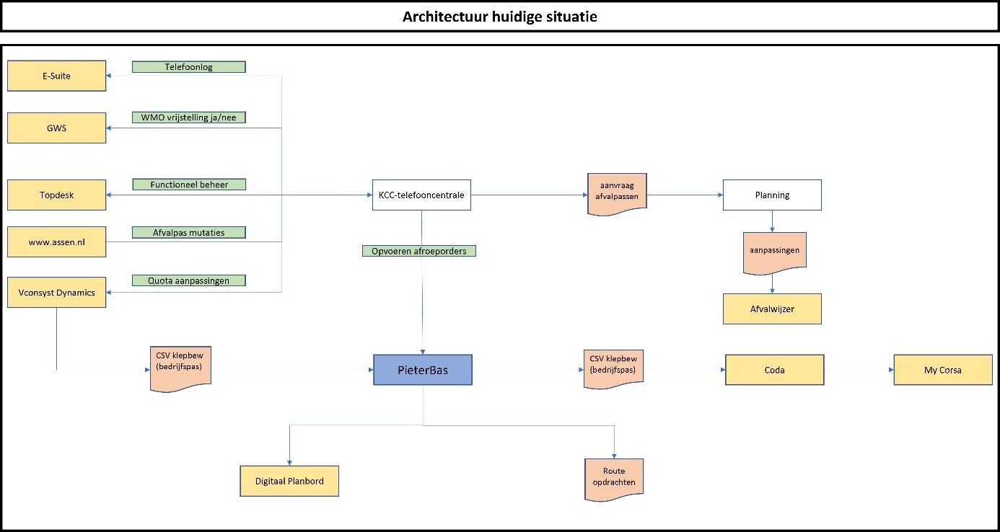 Architectuur huidige situatie
E-Suite
Telefoonlog
GWS
WMO vrijstelling ja/nee
Topdesk
Functioneel beheer
KCC-telefooncentrale
aanvraag
afvalpassen
Planning
www.assen.nl
Afvalpas mutaties
Opvoeren afroeporders
aanpassingen
Vconsyst Dynamics
Quota aanpassingen
Afvalwijzer
CSV klepbew
(bedrijfspas)
PieterBas
CSV klepbew
(bedrijfspas)
Coda
My Corsa
Digitaal Planbord
Route
opdrachten